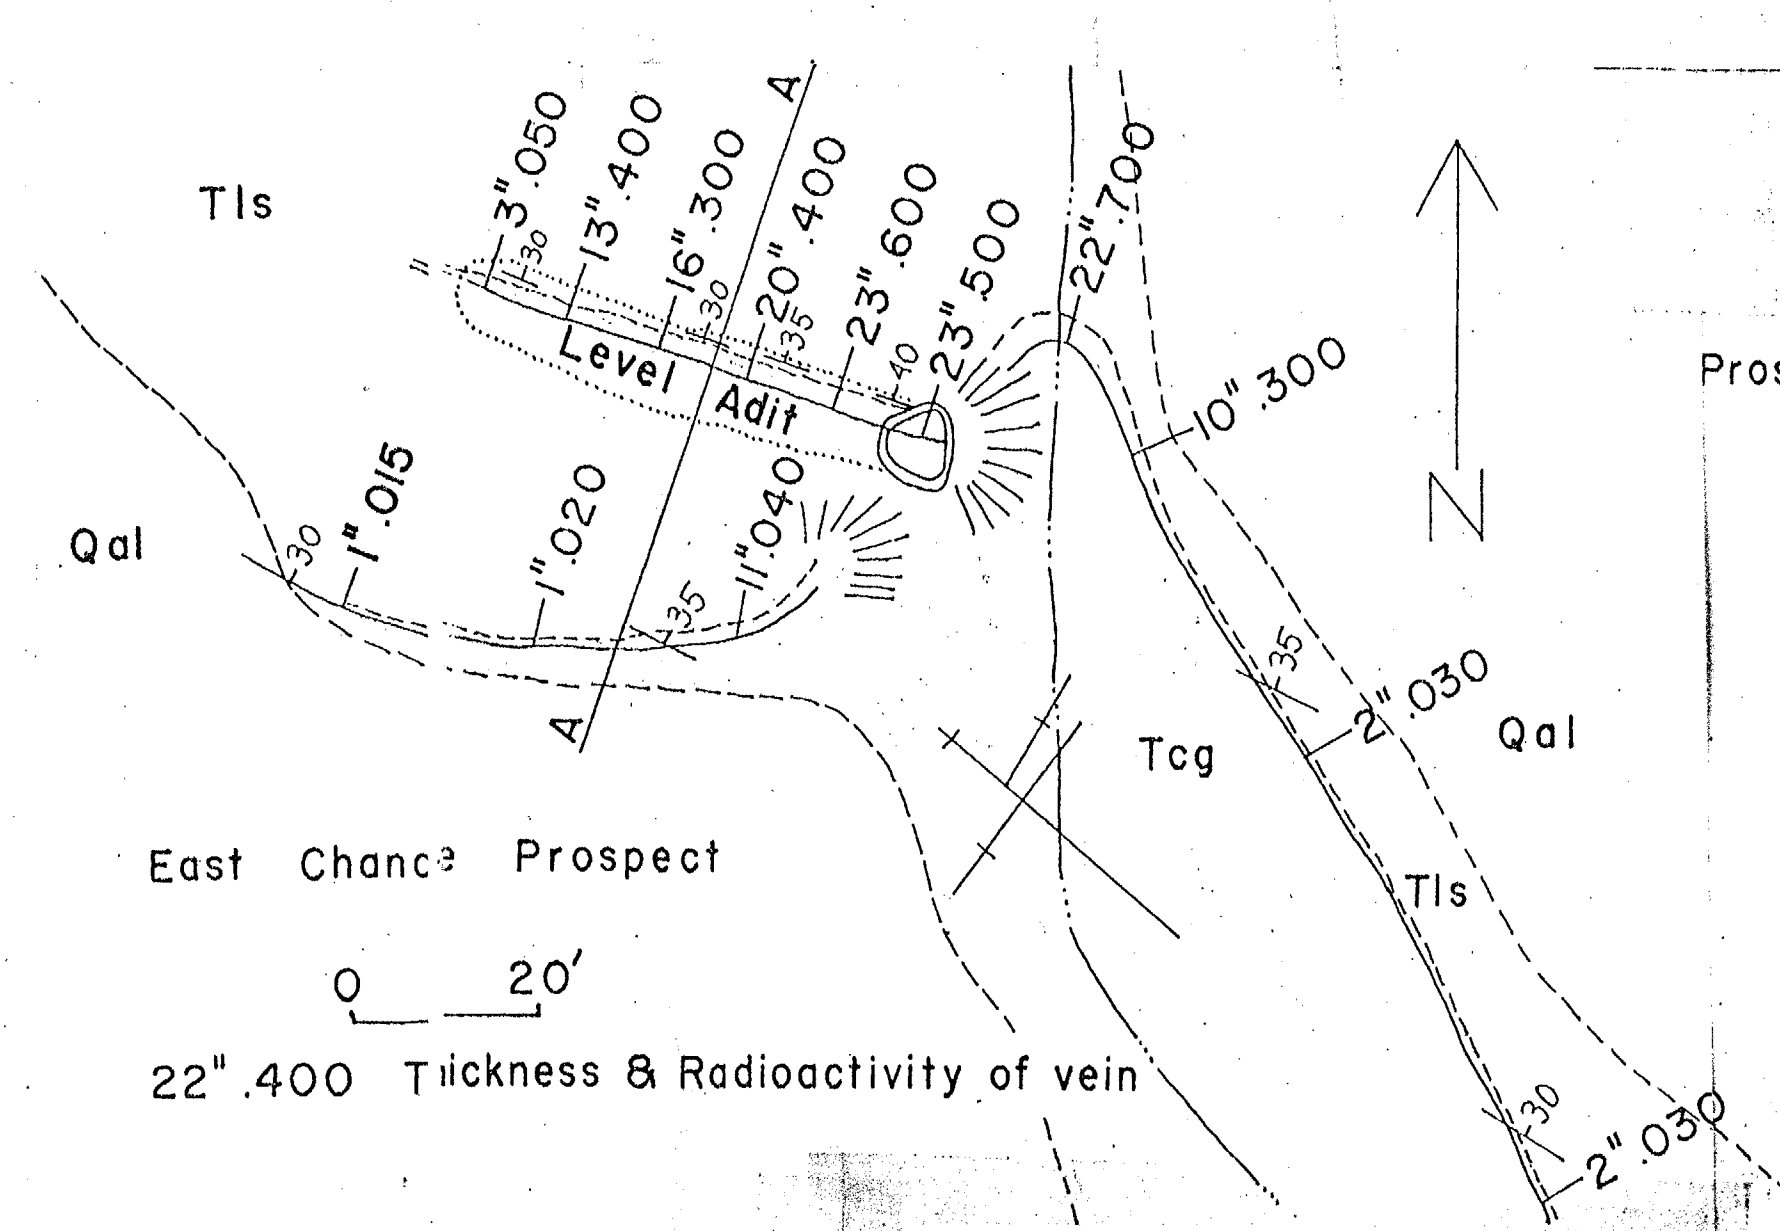 A
3" .050
13" .400
16" .300
20" .400
23" .600
23" .500
22" .700
30
30
35
40
Tls
Level Adit
10" .300
N
Qal
30
1" .015
1" .020
11" .040
35
A
35
2" .030
Qal
Tcg
Tls
East Chance Prospect
0 20'
22" .400 Thickness & Radioactivity of vein
30
2" .030